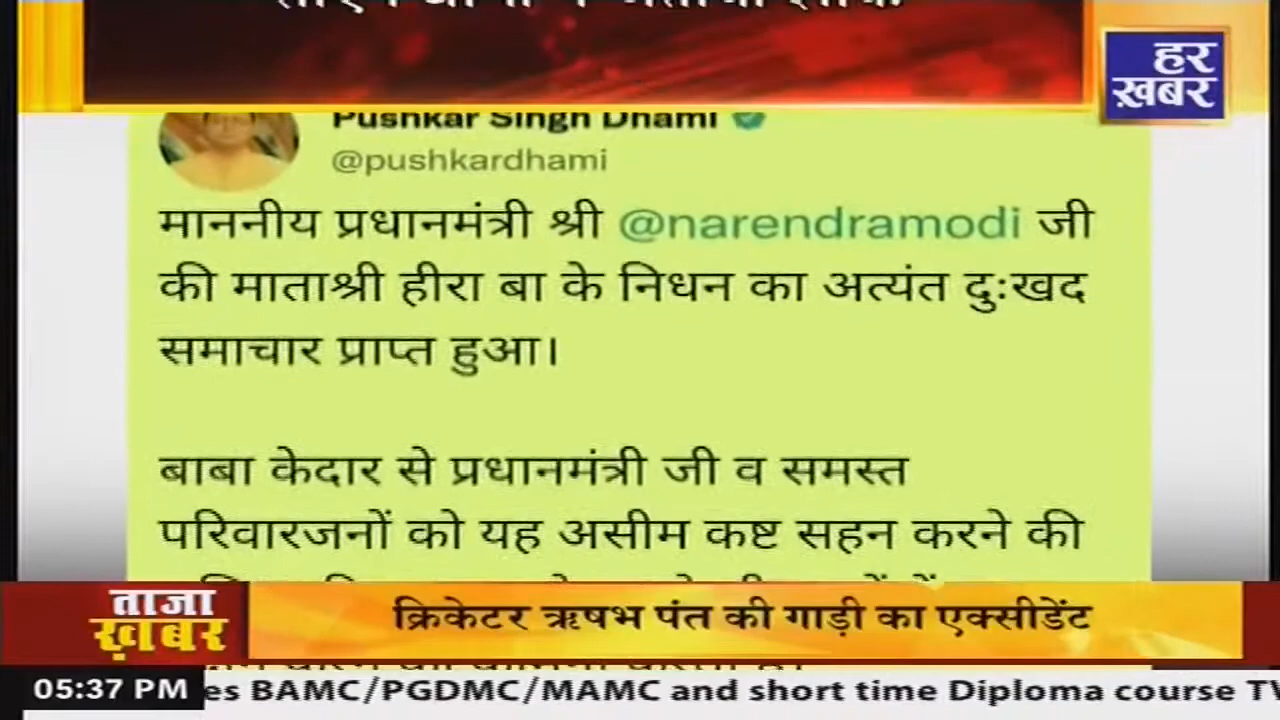 हर
ख़बर
Pushkar Singh Dhami
@pushkardhami
माननीय प्रधानमंत्री श्री @narendramodi जी
की माताश्री हीरा बा के निधन का अत्यंत दुःखद
समाचार प्राप्त हुआ।
बाबा केदार से प्रधानमंत्री जी व समस्त
परिवारजनों को यह असीम कष्ट सहन करने की
ताजा
ख़बर
क्रिकेटर ऋषभ पंत की गाड़ी का एक्सीडेंट
05:37 PM
es BAMC/PGDMC/MAMC and short time Diploma course TV